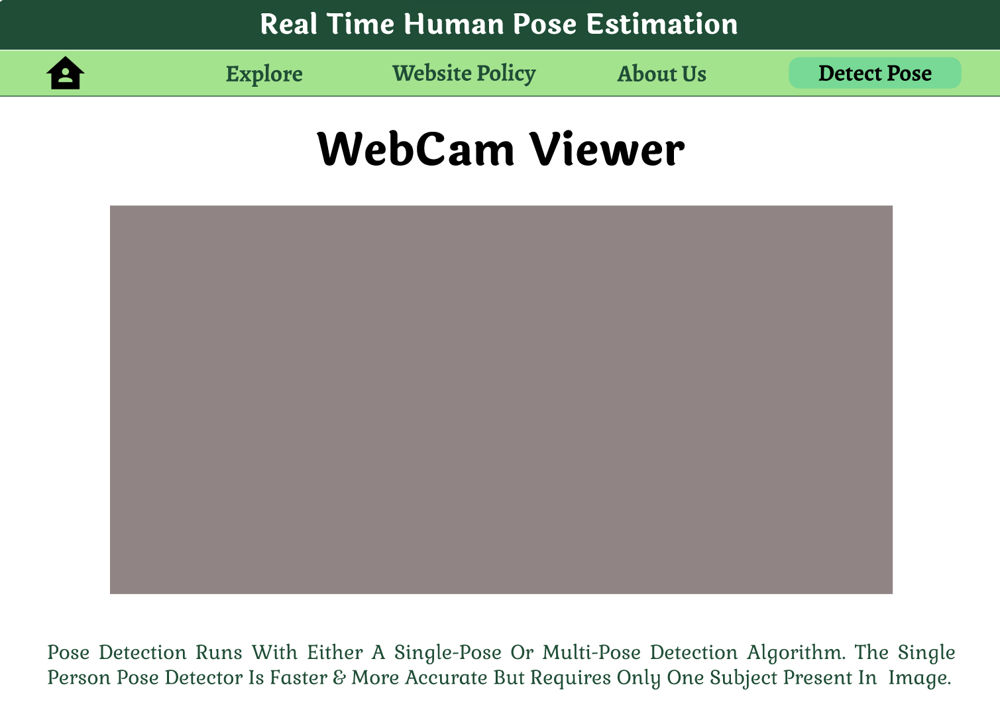 Real Time Human Pose Estimation
Explore Website Policy About Us Detect Pose
WebCam Viewer
Pose Detection Runs With Either A Single-Pose Or Multi-Pose Detection Algorithm. The Single
Person Pose Detector Is Faster & More Accurate But Requires Only One Subject Present In Image.